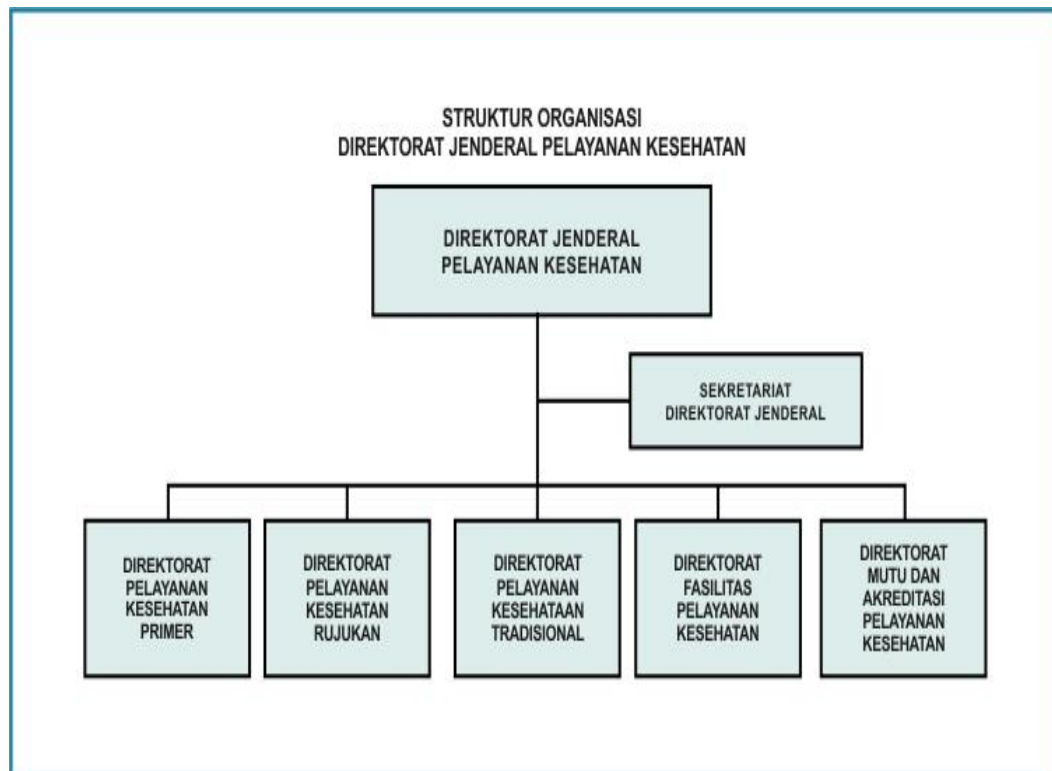 STRUKTUR ORGANISASI
DIREKTORAT JENDERAL PELAYANAN KESEHATAN
DIREKTORAT JENDERAL
PELAYANAN KESEHATAN
SEKRETARIAT
DIREKTORAT JENDERAL
DIREKTORAT
PELAYANAN
KESEHATAN
PRIMER
DIREKTORAT
PELAYANAN
KESEHATAN
RUJUKAN
DIREKTORAT
PELAYANAN
KESEHATAAN
TRADISIONAL
DIREKTORAT
FASILITAS
PELAYANAN
KESEHATAN
DIREKTORAT
MUTU DAN
AKREDITASI
PELAYANAN
KESEHATAN